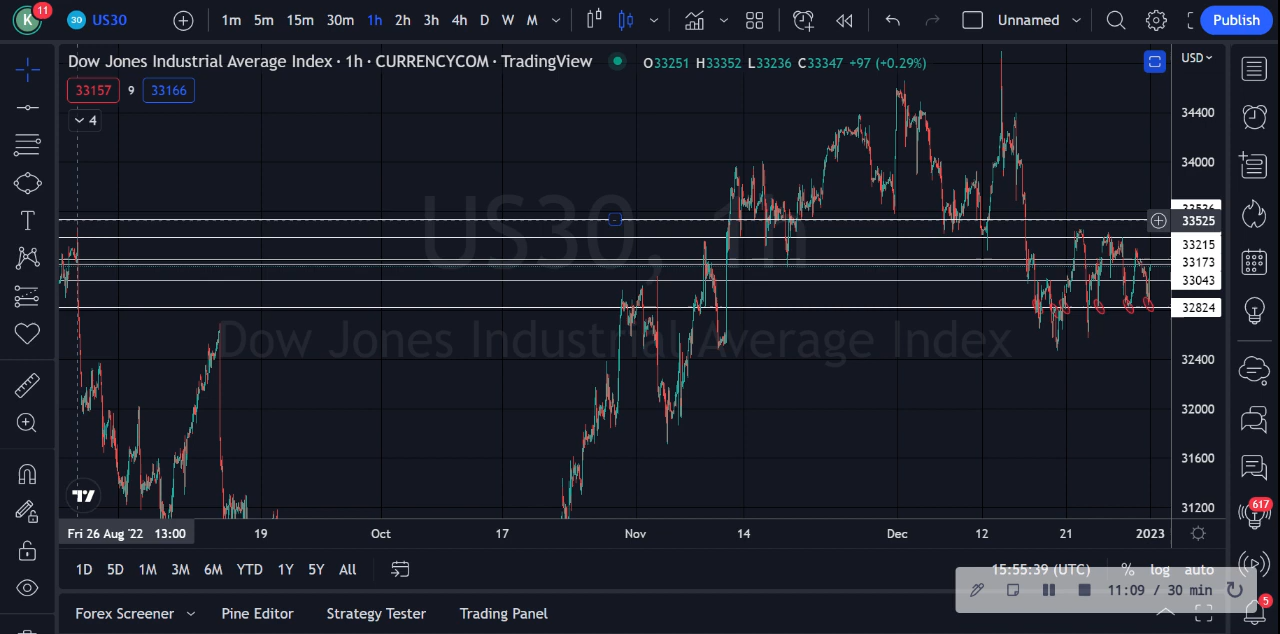 K 11 30 US30 1m 5m 15m 30m 1h 2h 3h 4h D W M Unnamed Publish
Dow Jones Industrial Average Index · 1h · CURRENCYCOM · TradingView O33251 H33352 L33236 C33347 +97 (+0.29%) USD
33157 9 33166
4
34400
34000
33525
33215
33173
33043
32824
32400
32000
31600
31200
US30, 1h
Dow Jones Industrial Average Index
Fri 26 Aug '22 13:00 19 Oct 17 Nov 14 Dec 12 21 2023
1D 5D 1M 3M 6M YTD 1Y 5Y All 15:55:39 (UTC) % log auto
11:09 / 30 min
Forex Screener Pine Editor Strategy Tester Trading Panel
617
5